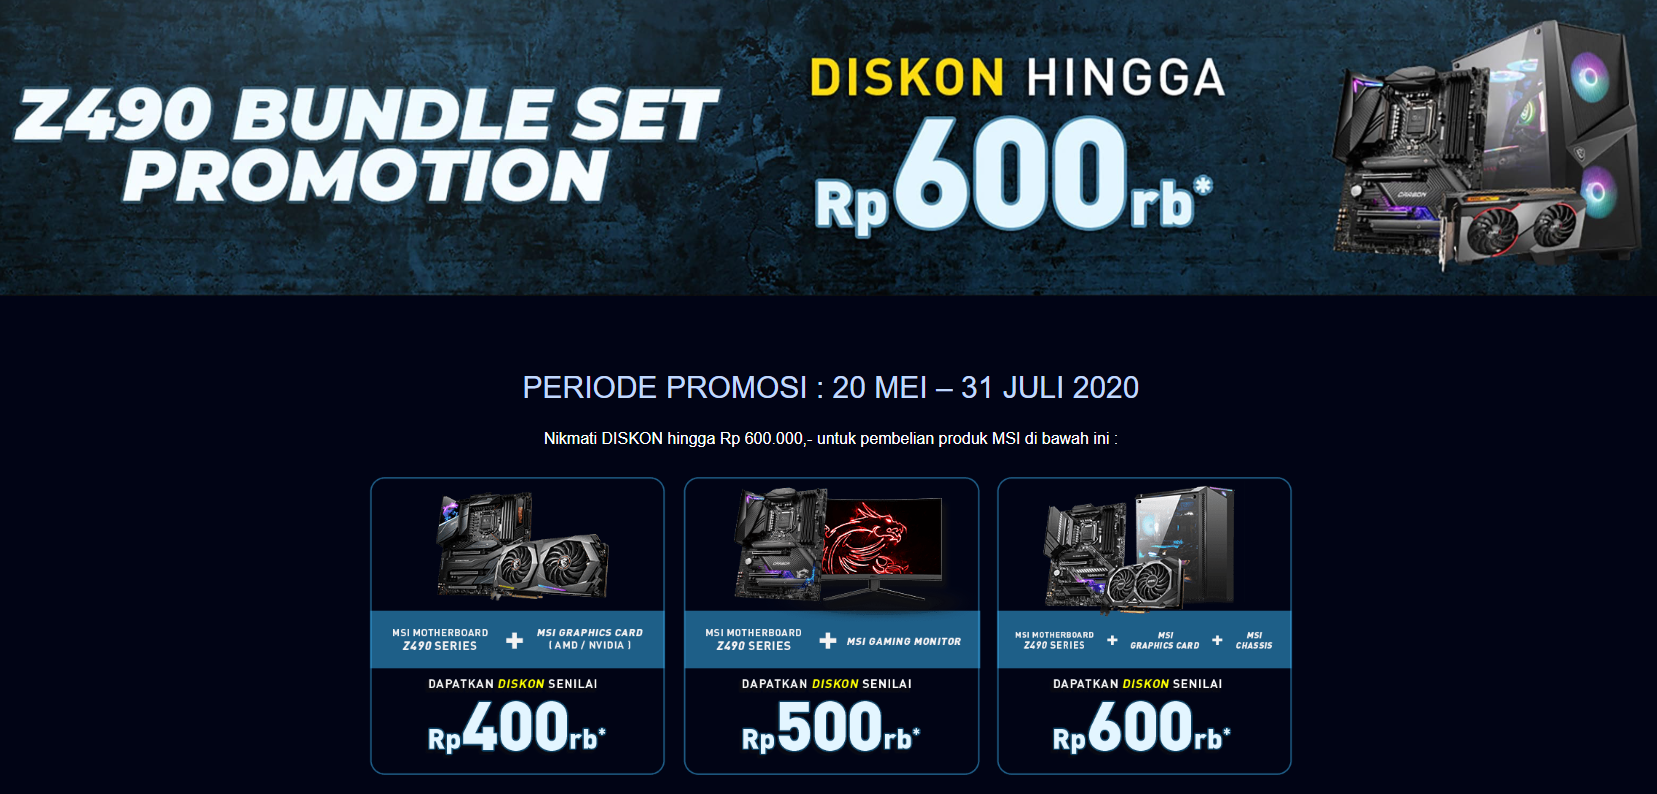 Z490 BUNDLE SET
PROMOTION
DISKON HINGGA
Rp600rb*
CARBON
PERIODE PROMOSI : 20 MEI – 31 JULI 2020
Nikmati DISKON hingga Rp 600.000,- untuk pembelian produk MSI di bawah ini :
MSI MOTHERBOARD
Z490 SERIES
+
MSI GRAPHICS CARD
( AMD / NVIDIA )
DAPATKAN DISKON SENILAI
Rp400rb*
CARBON
MSI MOTHERBOARD
Z490 SERIES
+
MSI GAMING MONITOR
DAPATKAN DISKON SENILAI
Rp500rb*
MSI MOTHERBOARD
Z490 SERIES
+
MSI
GRAPHICS CARD
+
MSI
CHASSIS
DAPATKAN DISKON SENILAI
Rp600rb*